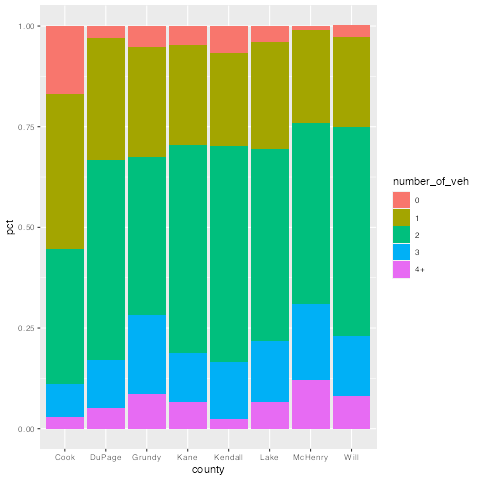 1.00
0.75
0.50
0.25
0.00
pct
Cook DuPage Grundy Kane Kendall Lake McHenry Will
county
number_of_veh
0
1
2
3
4+